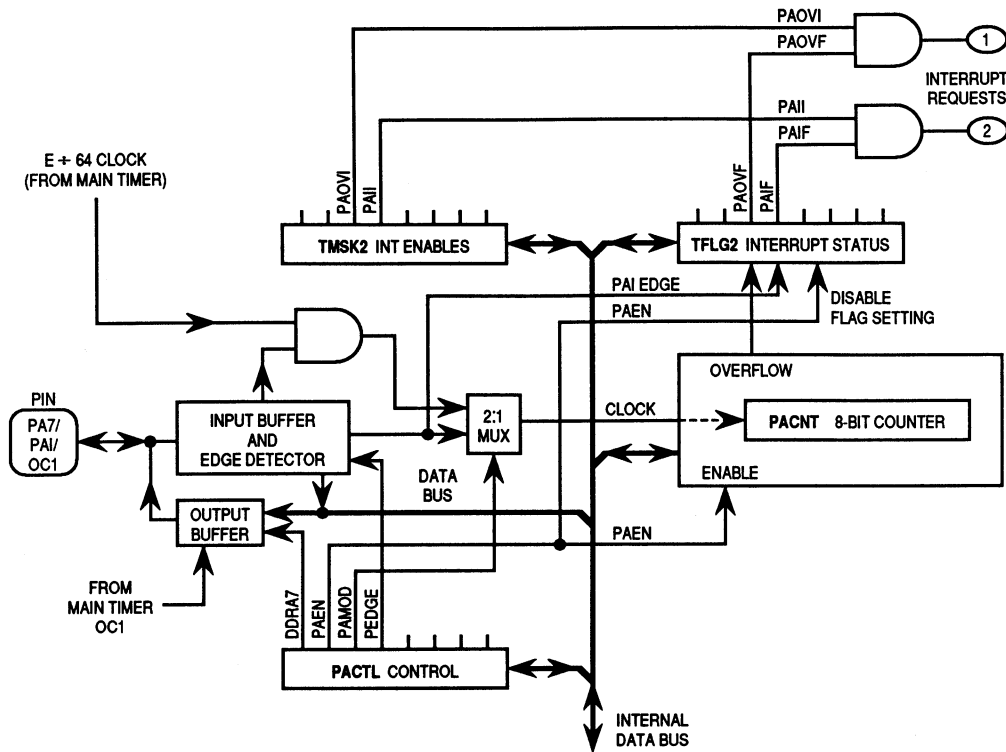 PAOVI
PAOVF
1
INTERRUPT
REQUESTS
PAII
PAIF
2
E ÷ 64 CLOCK
(FROM MAIN TIMER)
PAOVI
PAII
PAOVF
PAIF
TMSK2 INT ENABLES
TFLG2 INTERRUPT STATUS
PAI EDGE
PAEN
DISABLE
FLAG SETTING
OVERFLOW
PIN
PA7/
PAI/
OC1
INPUT BUFFER
AND
EDGE DETECTOR
2:1
MUX
CLOCK
PACNT 8-BIT COUNTER
DATA
BUS
ENABLE
OUTPUT
BUFFER
PAEN
FROM
MAIN TIMER
OC1
DDRA7
PAEN
PAMOD
PEDGE
PACTL CONTROL
INTERNAL
DATA BUS